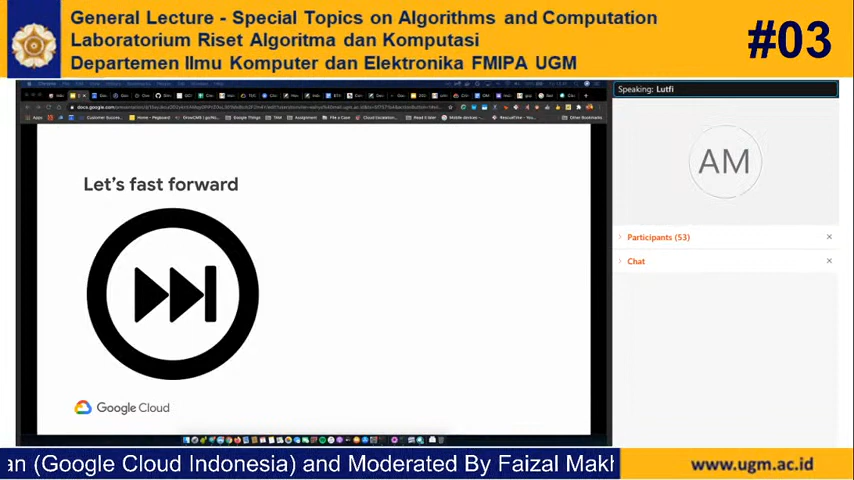 General Lecture - Special Topics on Algorithms and Computation
Laboratorium Riset Algoritma dan Komputasi
Departemen Ilmu Komputer dan Elektronika FMIPA UGM
#03
Speaking: Lutfi
AM
Participants (53)
Chat
Let's fast forward
Google Cloud
an (Google Cloud Indonesia) and Moderated By Faizal Makh
www.ugm.ac.id